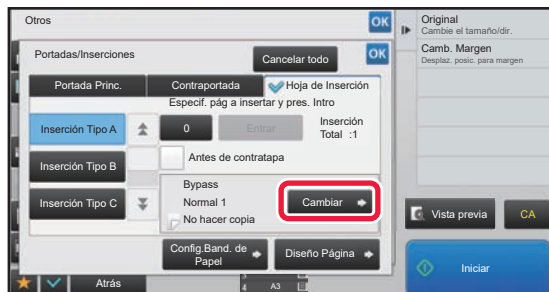 Otros
OK
Portadas/Inserciones
Cancelar todo
OK
Portada Princ.
Contraportada
Hoja de Inserción
Especif. pág a insertar y pres. Intro
Inserción Tipo A
0
Entrar
Inserción
Total :1
Inserción Tipo B
Antes de contratapa
Inserción Tipo C
Bypass
Normal 1
No hacer copia
Cambiar
Config.Band. de
Papel
Diseño Página
Atrás
4
A3
Original
Cambie el tamaño/dir.
Camb. Margen
Desplaz. posic. para margen
Vista previa
CA
Iniciar